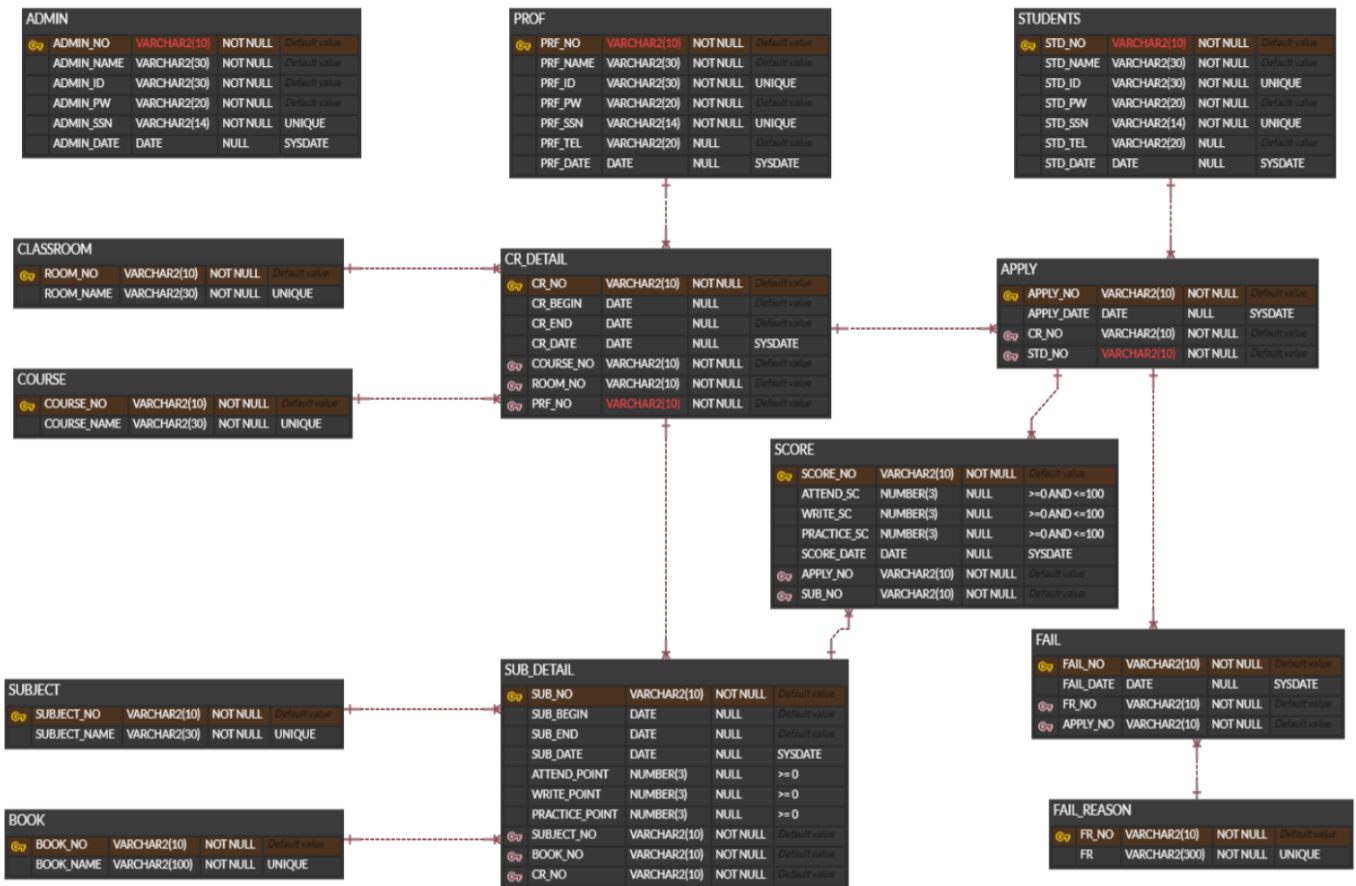 ADMIN
ADMIN_NO VARCHAR2(10) NOT NULL Default value
ADMIN_NAME VARCHAR2(30) NOT NULL Default value
ADMIN_ID VARCHAR2(30) NOT NULL Default value
ADMIN_PW VARCHAR2(20) NOT NULL Default value
ADMIN_SSN VARCHAR2(14) NOT NULL UNIQUE
ADMIN_DATE DATE NULL SYSDATE
PROF
PRF_NO VARCHAR2(10) NOT NULL Default value
PRF_NAME VARCHAR2(30) NOT NULL Default value
PRF_ID VARCHAR2(30) NOT NULL UNIQUE
PRF_PW VARCHAR2(20) NOT NULL Default value
PRF_SSN VARCHAR2(14) NOT NULL UNIQUE
PRF_TEL VARCHAR2(20) NULL Default value
PRF_DATE DATE NULL SYSDATE
STUDENTS
STD_NO VARCHAR2(10) NOT NULL Default value
STD_NAME VARCHAR2(30) NOT NULL Default value
STD_ID VARCHAR2(30) NOT NULL UNIQUE
STD_PW VARCHAR2(20) NOT NULL Default value
STD_SSN VARCHAR2(14) NOT NULL UNIQUE
STD_TEL VARCHAR2(20) NULL Default value
STD_DATE DATE NULL SYSDATE
CLASSROOM
ROOM_NO VARCHAR2(10) NOT NULL Default value
ROOM_NAME VARCHAR2(30) NOT NULL UNIQUE
CR_DETAIL
CR_NO VARCHAR2(10) NOT NULL Default value
CR_BEGIN DATE NULL Default value
CR_END DATE NULL Default value
CR_DATE DATE NULL SYSDATE
COURSE_NO VARCHAR2(10) NOT NULL Default value
ROOM_NO VARCHAR2(10) NOT NULL Default value
PRF_NO VARCHAR2(10) NOT NULL Default value
APPLY
APPLY_NO VARCHAR2(10) NOT NULL Default value
APPLY_DATE DATE NULL SYSDATE
CR_NO VARCHAR2(10) NOT NULL Default value
STD_NO VARCHAR2(10) NOT NULL Default value
COURSE
COURSE_NO VARCHAR2(10) NOT NULL Default value
COURSE_NAME VARCHAR2(30) NOT NULL UNIQUE
SCORE
SCORE_NO VARCHAR2(10) NOT NULL Default value
ATTEND_SC NUMBER(3) NULL >=0 AND <=100
WRITE_SC NUMBER(3) NULL >=0 AND <=100
PRACTICE_SC NUMBER(3) NULL >=0 AND <=100
SCORE_DATE DATE NULL SYSDATE
APPLY_NO VARCHAR2(10) NOT NULL Default value
SUB_NO VARCHAR2(10) NOT NULL Default value
FAIL
FAIL_NO VARCHAR2(10) NOT NULL Default value
FAIL_DATE DATE NULL SYSDATE
FR_NO VARCHAR2(10) NOT NULL Default value
APPLY_NO VARCHAR2(10) NOT NULL Default value
SUBJECT
SUBJECT_NO VARCHAR2(10) NOT NULL Default value
SUBJECT_NAME VARCHAR2(30) NOT NULL UNIQUE
SUB_DETAIL
SUB_NO VARCHAR2(10) NOT NULL Default value
SUB_BEGIN DATE NULL Default value
SUB_END DATE NULL Default value
SUB_DATE DATE NULL SYSDATE
ATTEND_POINT NUMBER(3) NULL >= 0
WRITE_POINT NUMBER(3) NULL >= 0
PRACTICE_POINT NUMBER(3) NULL >= 0
SUBJECT_NO VARCHAR2(10) NOT NULL Default value
BOOK_NO VARCHAR2(10) NOT NULL Default value
CR_NO VARCHAR2(10) NOT NULL Default value
BOOK
BOOK_NO VARCHAR2(10) NOT NULL Default value
BOOK_NAME VARCHAR2(100) NOT NULL UNIQUE
FAIL_REASON
FR_NO VARCHAR2(10) NOT NULL Default value
FR VARCHAR2(300) NOT NULL UNIQUE